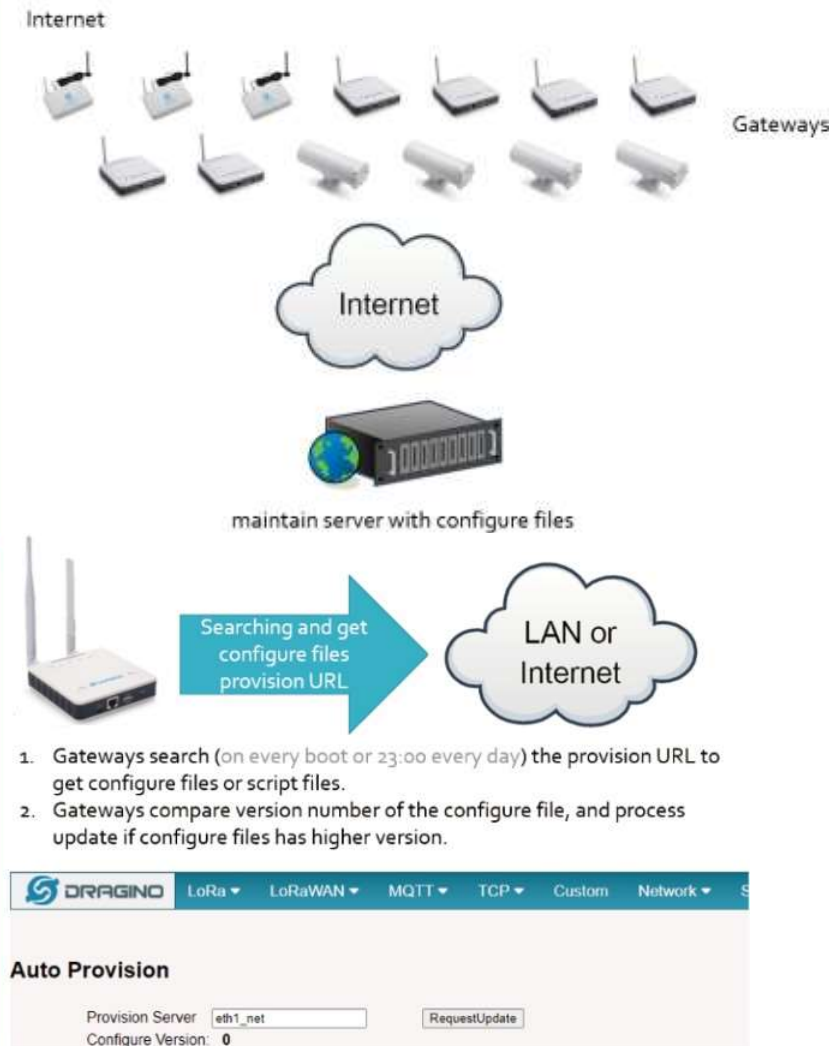 Internet
Gateways
Internet
maintain server with configure files
Searching and get
configure files
provision URL
LAN or
Internet
1. Gateways search (on every boot or 23:00 every day) the provision URL to
get configure files or script files.
2. Gateways compare version number of the configure file, and process
update if configure files has higher version.
DRAGINO LoRa LoRaWAN MQTT TCP Custom Network S
Auto Provision
Provision Server eth1_net RequestUpdate
Configure Version: 0